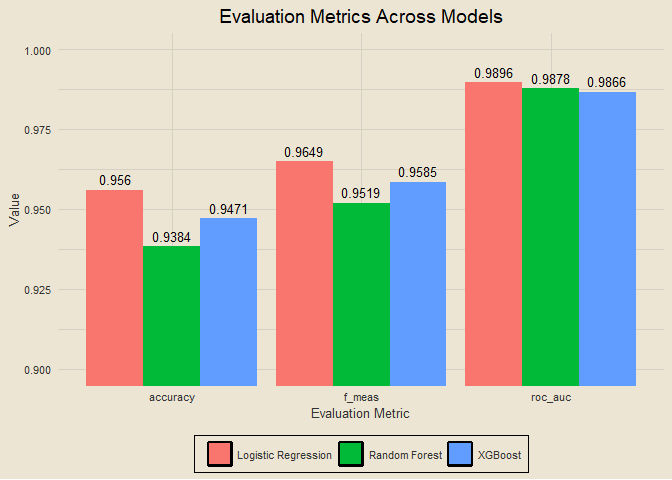 Evaluation Metrics Across Models
1.000
0.975
0.950
0.925
0.900
Value
0.956
0.9384
0.9471
0.9649
0.9519
0.9585
0.9896
0.9878
0.9866
accuracy
f_meas
roc_auc
Evaluation Metric
Logistic Regression
Random Forest
XGBoost